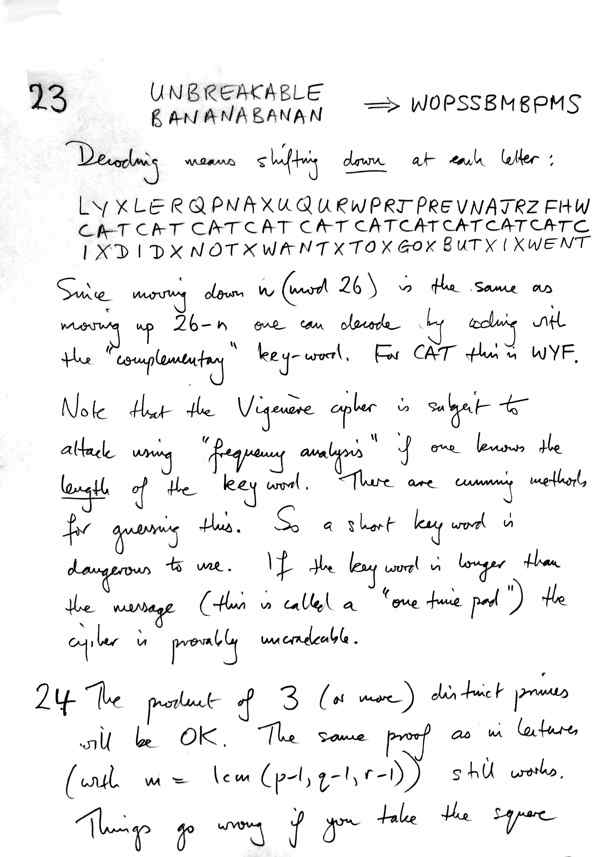 23 UNBREAKABLE
BANANABANAN ⟹ WOPSSBMBPMS
Decoding means shifting down at each letter:
LYXLERQPNAXUQURWPRJPREVNAJRZFHW
CATCATCATCATCATCATCATCATCATCATC
IXDIDXNOTXWANTXTOXGOXBUTXIXWENT
Since moving down n (mod 26) is the same as
moving up 26-n one can decode by coding with
the "complementary" key-word. For CAT this is WYF.
Note that the Vigenère cipher is subject to
attack using "frequency analysis" if one knows the
length of the key word. There are cunning methods
for guessing this. So a short key word is
dangerous to use. If the key word is longer than
the message (this is called a "one time pad") the
cipher is provably uncrackable.
24 The product of 3 (or more) distinct primes
will be OK. The same proof as in lectures
(with m = lcm (p-1, q-1, r-1)) still works.
Things go wrong if you take the square